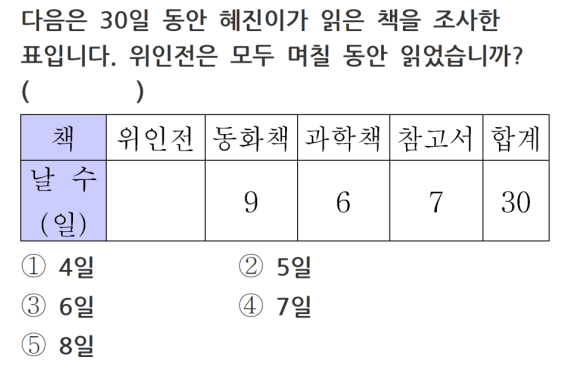 다음은 30일 동안 혜진이가 읽은 책을 조사한
표입니다. 위인전은 모두 며칠 동안 읽었습니까?
(            )
책 위인전 동화책 과학책 참고서 합계
날 수
(일) 9 6 7 30
① 4일 ② 5일
③ 6일 ④ 7일
⑤ 8일